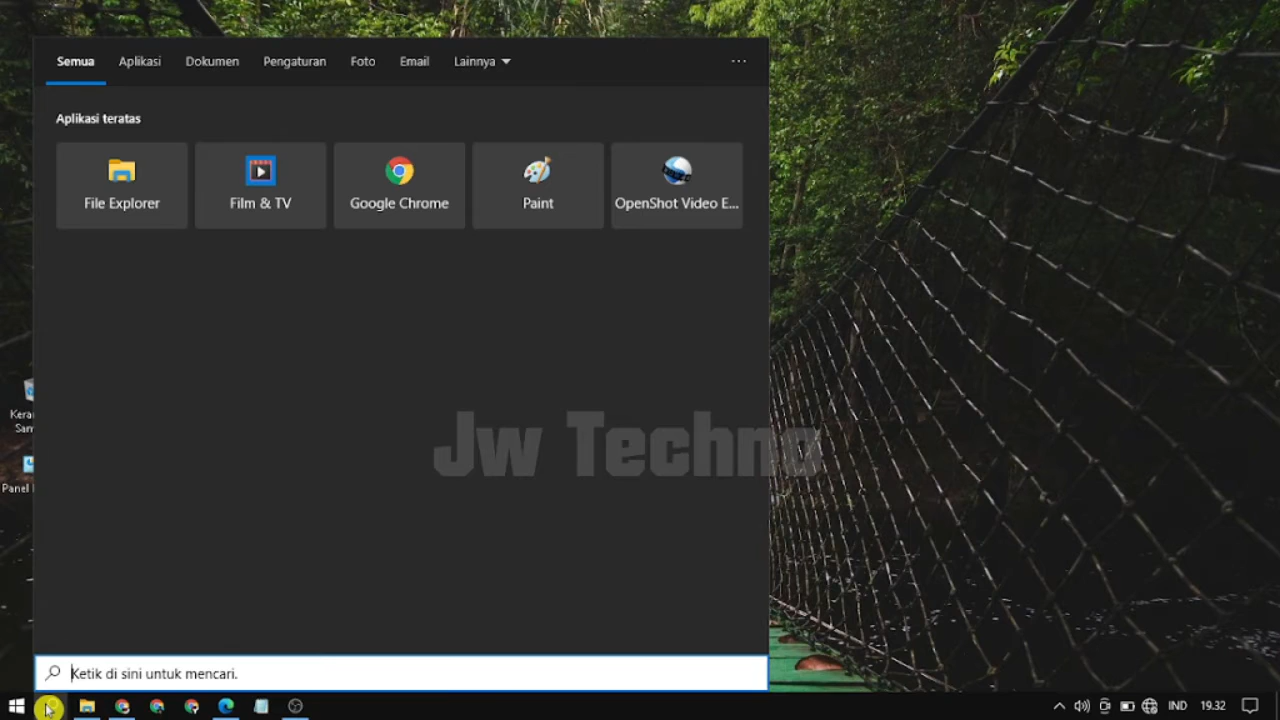 Semua Aplikasi Dokumen Pengaturan Foto Email Lainnya
Aplikasi teratas
File Explorer Film & TV Google Chrome Paint OpenShot Video E...
Jw Techno
Ketik di sini untuk mencari.
IND 19.32